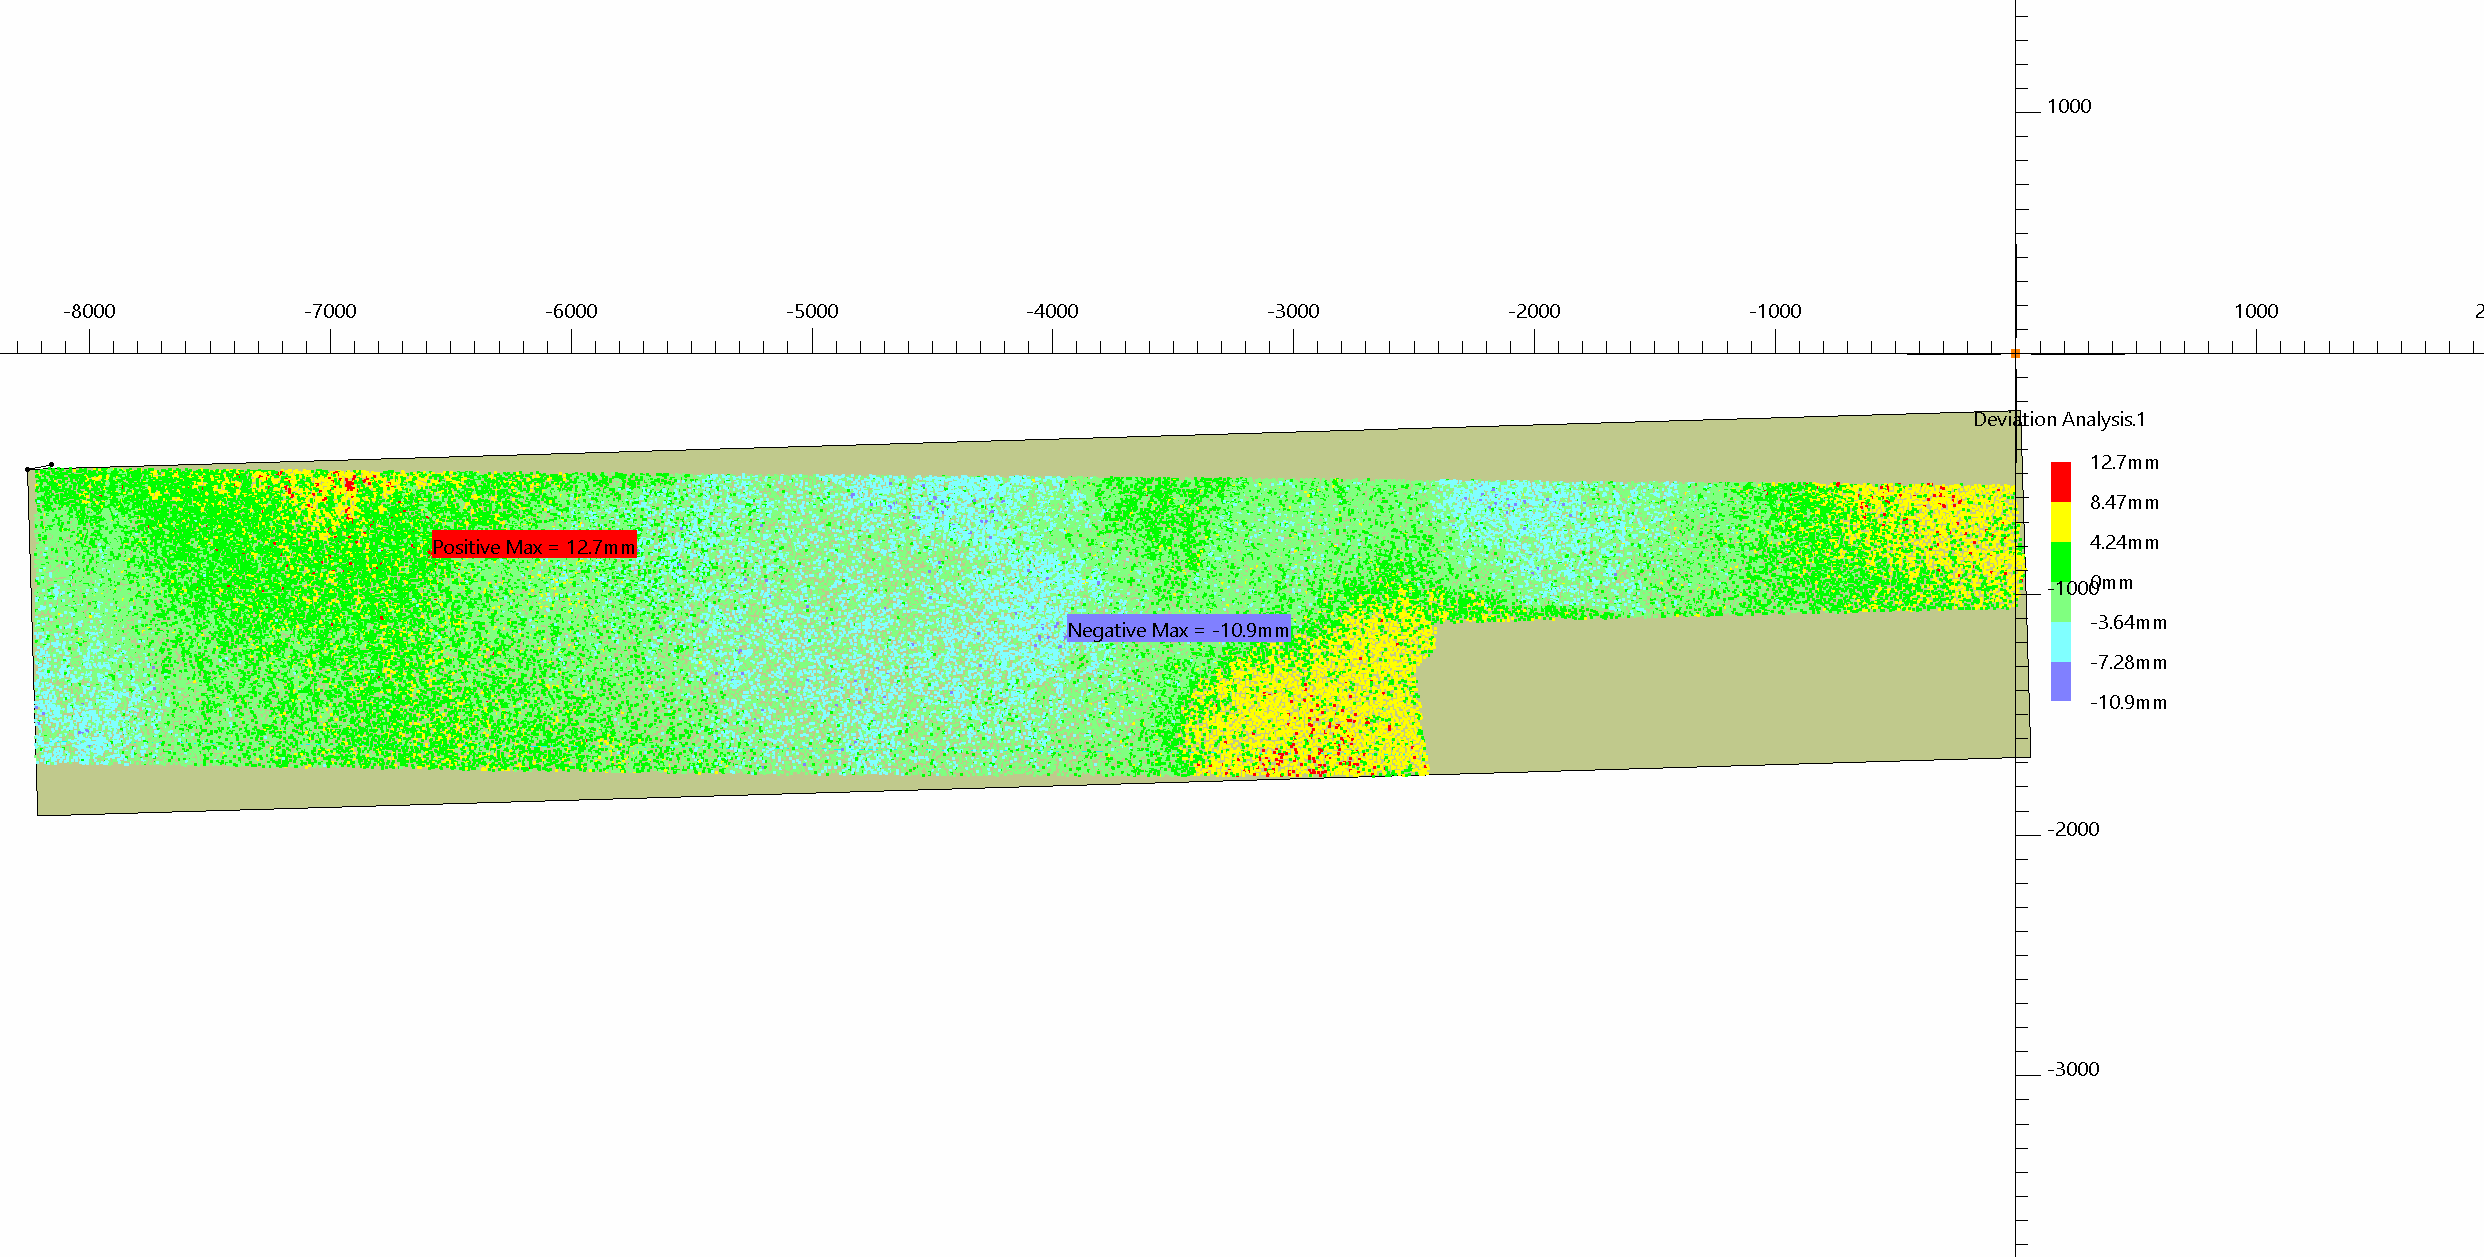 1000
-8000
-7000
-6000
-5000
-4000
-3000
-2000
-1000
1000
2
Deviation Analysis.1
12.7mm
8.47mm
4.24mm
0mm
-1000
-3.64mm
-7.28mm
-10.9mm
Positive Max = 12.7mm
Negative Max = -10.9mm
-2000
-3000